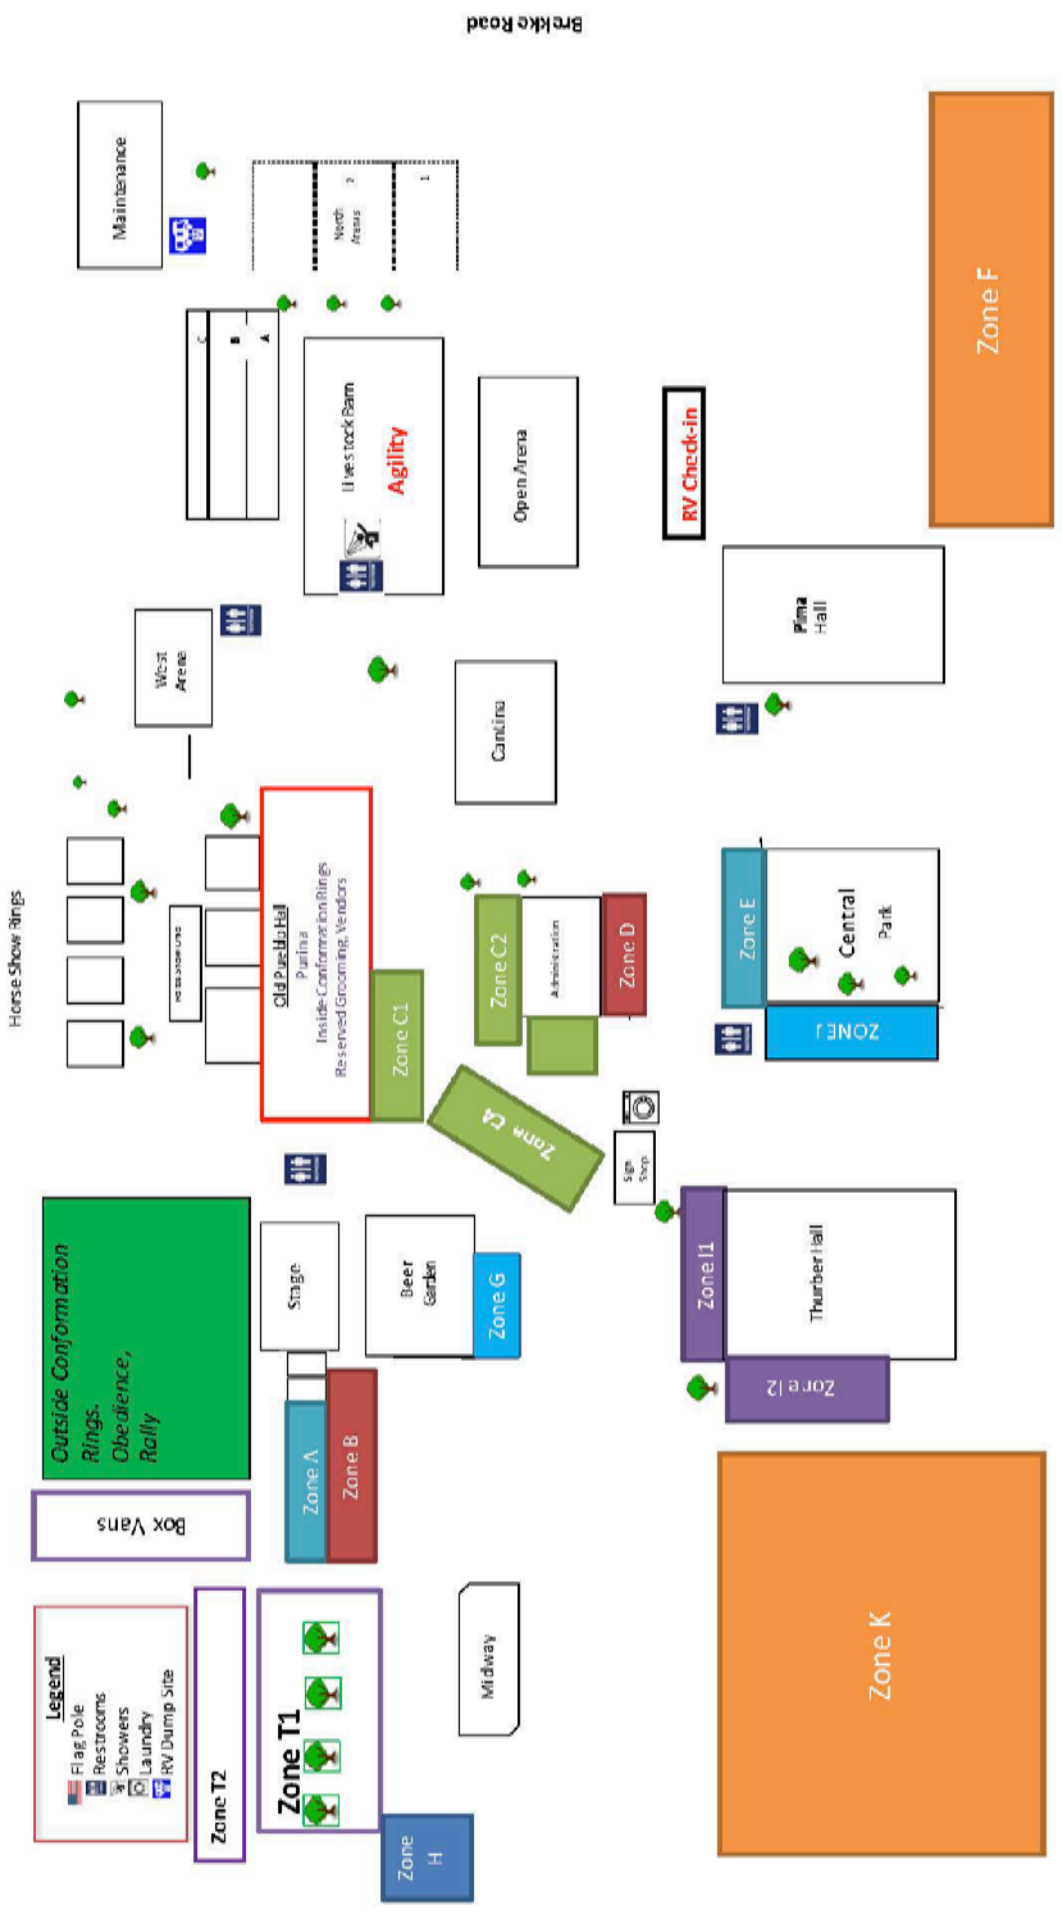 Brekke Road
Maintenance
North
Arenas
2
1
C
B
A
Livestock Barn
Agility
Open Arena
RV Check-in
Zone F
Pima
Hall
West
Arena
Cantina
Horse Show Rings
Old Pueblo Hall
Purina
Inside Conformation Rings
Reserved Grooming, Vendors
Zone C1
Zone C2
Administration
Zone D
Zone E
Central
Park
ZONE J
Zone C4
Sign
Shop
Outside Conformation
Rings.
Obedience,
Rally
Stage
Beer
Garden
Zone G
Zone I1
Thurber Hall
Zone I2
Box Vans
Zone A
Zone B
Legend
Flag Pole
Restrooms
Showers
Laundry
RV Dump Site
Zone T2
Zone T1
Zone
H
Midway
Zone K